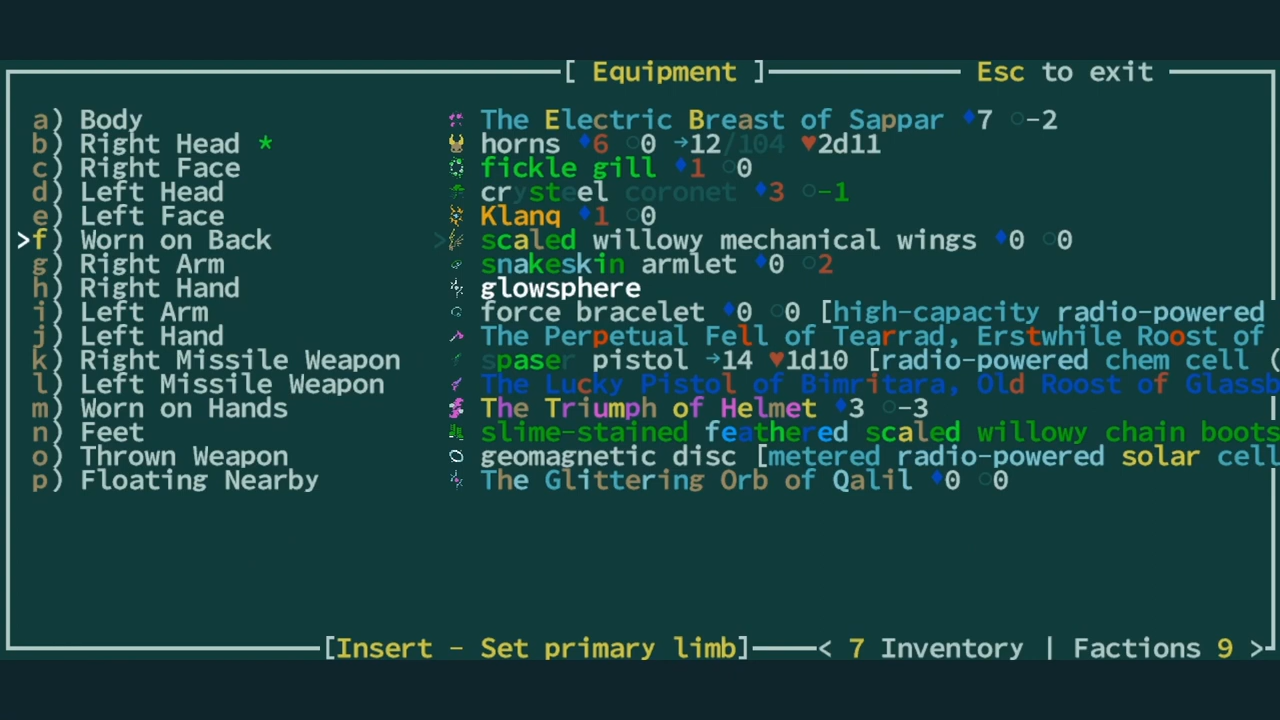 [ Equipment ] Esc to exit
a) Body The Electric Breast of Sappar ♦7 ○-2
b) Right Head * horns ♦6 ○0 →12/104 ♥2d11
c) Right Face fickle gill ♦1 ○0
d) Left Head crysteel coronet ♦3 ○-1
e) Left Face Klanq ♦1 ○0
>f) Worn on Back > scaled willowy mechanical wings ♦0 ○0
g) Right Arm snakeskin armlet ♦0 ○2
h) Right Hand glowsphere
i) Left Arm force bracelet ♦0 ○0 [high-capacity radio-powered
j) Left Hand The Perpetual Fell of Tearrad, Erstwhile Roost of
k) Right Missile Weapon spaser pistol →14 ♥1d10 [radio-powered chem cell (
l) Left Missile Weapon The Lucky Pistol of Bimritara, Old Roost of Glassb
m) Worn on Hands The Triumph of Helmet ♦3 ○-3
n) Feet slime-stained feathered scaled willowy chain boots
o) Thrown Weapon geomagnetic disc [metered radio-powered solar cell
p) Floating Nearby The Glittering Orb of Qalil ♦0 ○0
[Insert - Set primary limb] < 7 Inventory | Factions 9 >